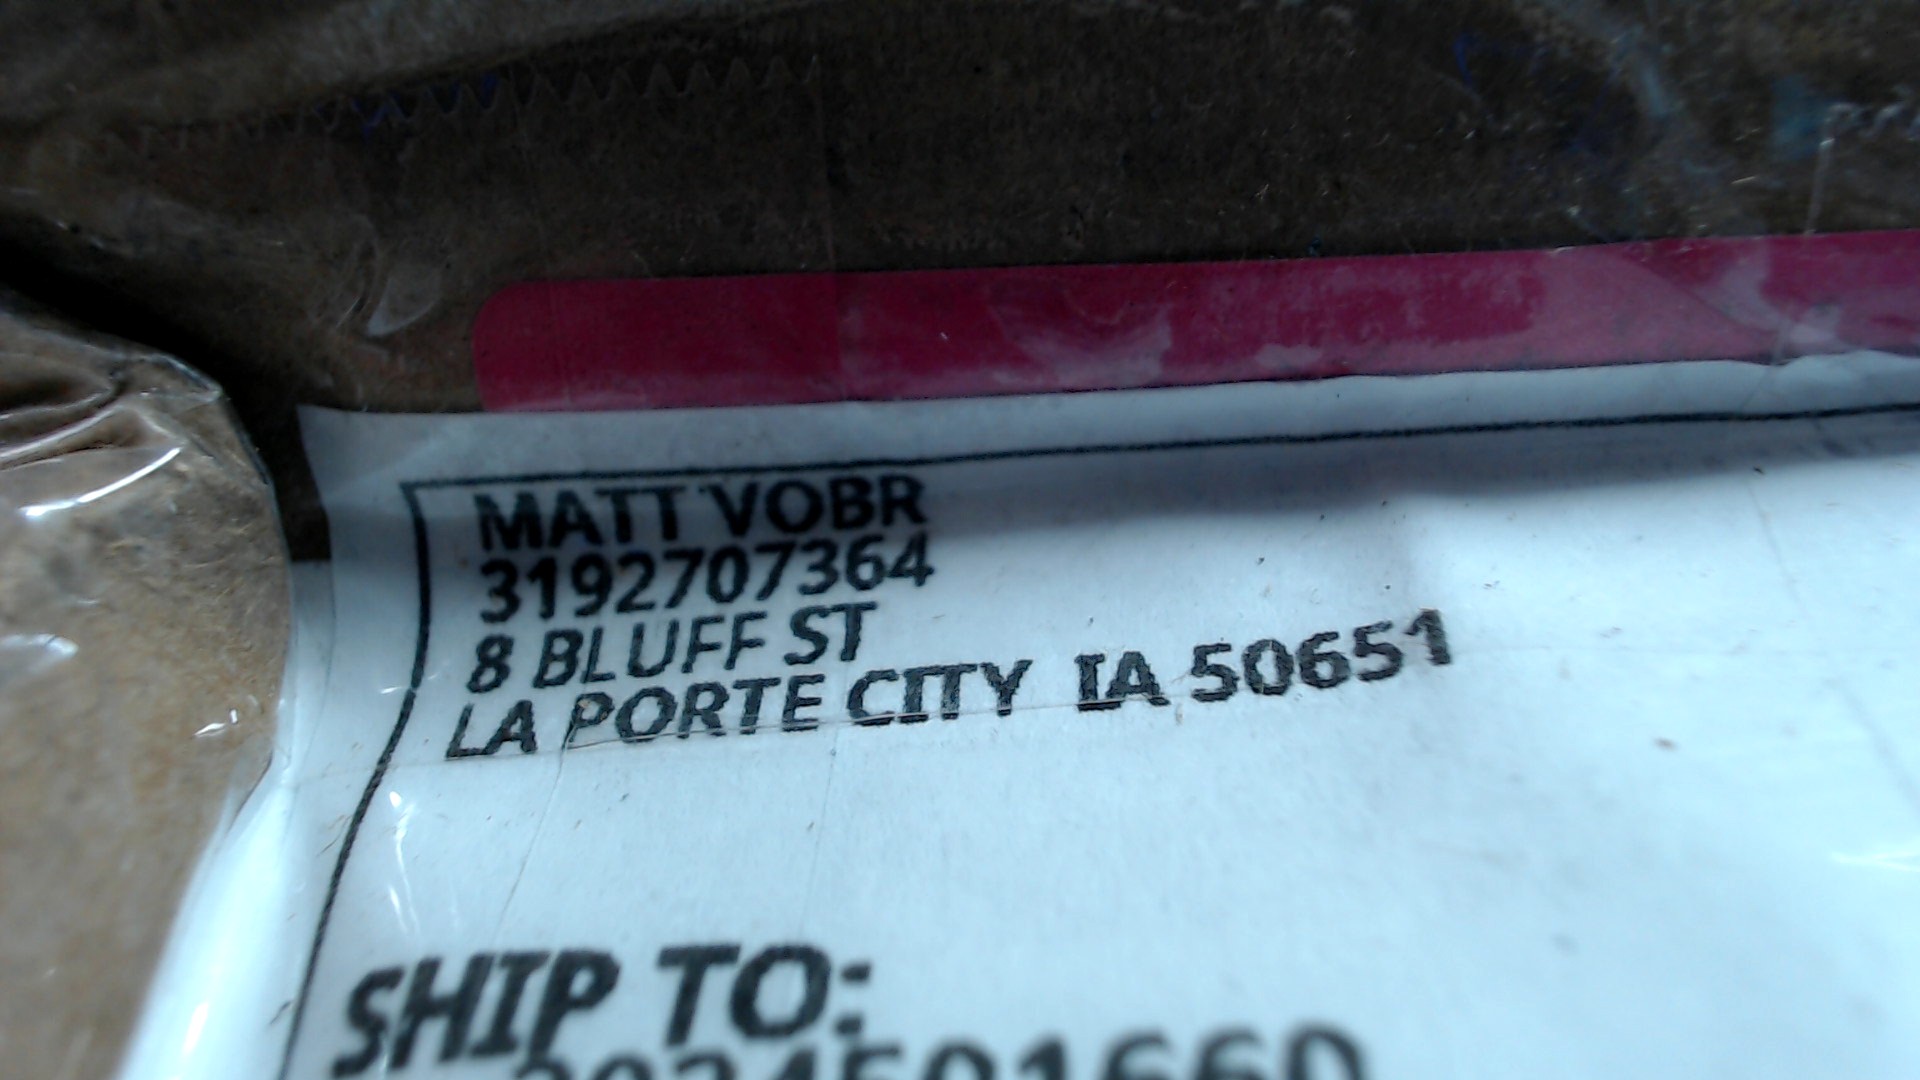 MATT VOBR
3192707364
8 BLUFF ST
LA PORTE CITY IA 50651
SHIP TO: